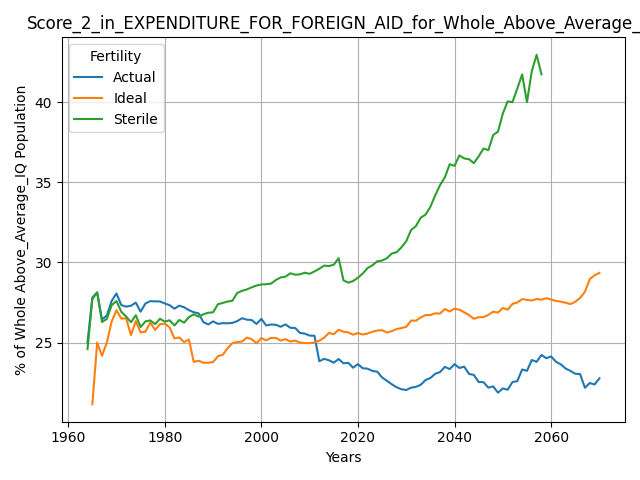 Score_2_in_EXPENDITURE_FOR_FOREIGN_AID_for_Whole_Above_Average_
Fertility
Actual
Ideal
Sterile
% of Whole Above_Average_IQ Population
40
35
30
25
1960
1980
2000
2020
2040
2060
Years